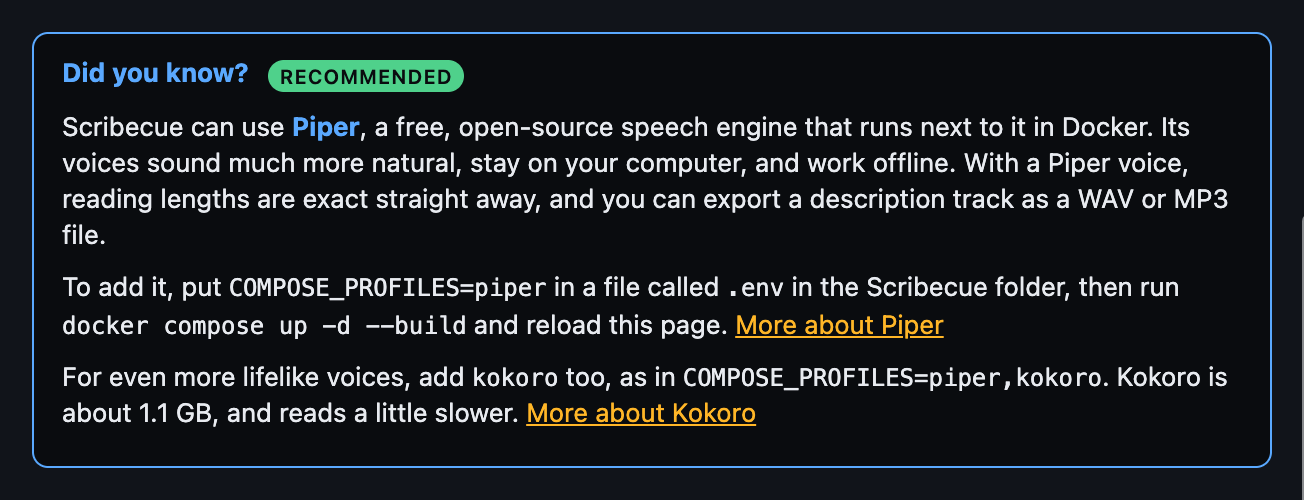 Did you know? RECOMMENDED
Scribecue can use Piper, a free, open-source speech engine that runs next to it in Docker. Its
voices sound much more natural, stay on your computer, and work offline. With a Piper voice,
reading lengths are exact straight away, and you can export a description track as a WAV or MP3
file.
To add it, put COMPOSE_PROFILES=piper in a file called .env in the Scribecue folder, then run
docker compose up -d --build and reload this page. More about Piper
For even more lifelike voices, add kokoro too, as in COMPOSE_PROFILES=piper,kokoro. Kokoro is
about 1.1 GB, and reads a little slower. More about Kokoro